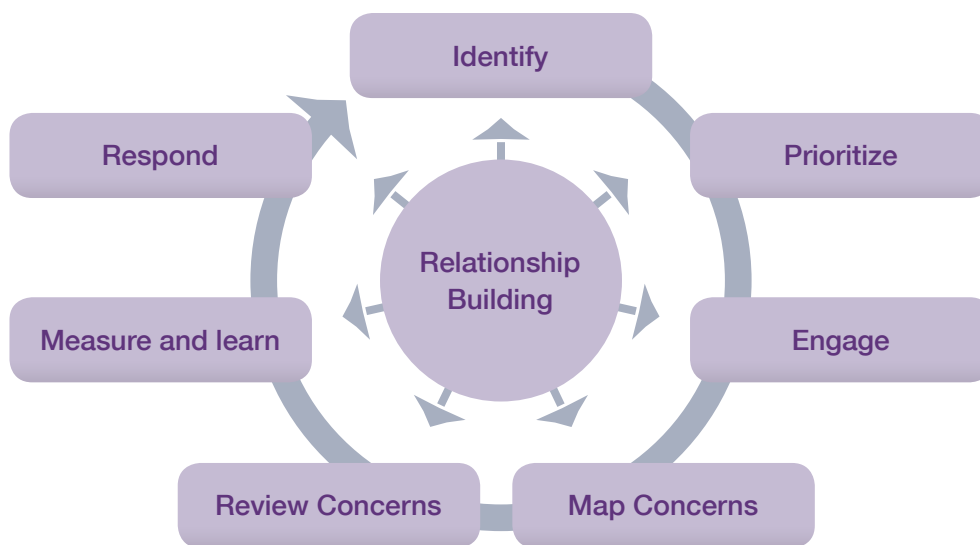 Identify
Prioritize
Engage
Map Concerns
Review Concerns
Measure and learn
Respond
Relationship
Building